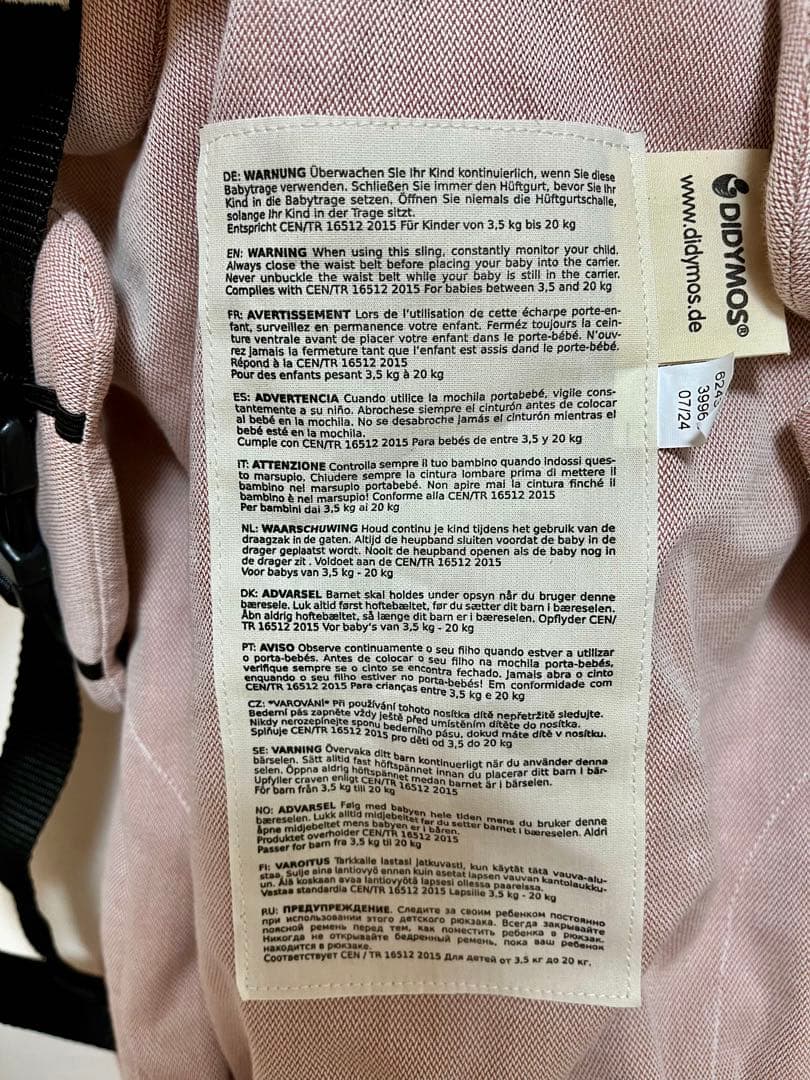 DE: WARNUNG Überwachen Sie Ihr Kind kontinuierlich, wenn Sie diese
Babytrage verwenden. Schließen Sie immer den Hüftgurt, bevor Sie Ihr
Kind in die Babytrage setzen. Öffnen Sie niemals die Hüftgurtschalle,
solange Ihr Kind in der Trage sitzt.
Entspricht CEN/TR 16512 2015 Für Kinder von 3,5 kg bis 20 kg
EN: WARNING When using this sling, constantly monitor your child.
Always close the waist belt before placing your baby into the carrier.
Never unbuckle the waist belt while your baby is still in the carrier.
Complies with CEN/TR 16512 2015 For babies between 3,5 and 20 kg
FR: AVERTISSEMENT Lors de l'utilisation de cette écharpe porte-en-
fant, surveillez en permanence votre enfant. Ferméz toujours la cein-
ture ventrale avant de placer votre enfant dans le porte-bébé. N'ouv-
rez jamais la fermeture tant que l'enfant est assis dand le porte-bébé.
Répond à la CEN/TR 16512 2015
Pour des enfants pesant 3,5 kg à 20 kg
ES: ADVERTENCIA Cuando utilice la mochila portabebé, vigile cons-
tantemente a su niño. Abrochese siempre el cinturón antes de colocar
al bebé en la mochila. No se desabroche jamás el cinturón mientras el
bebé esté en la mochila.
Cumple con CEN/TR 16512 2015 Para bebés de entre 3,5 y 20 kg
IT: ATTENZIONE Controlla sempre il tuo bambino quando indossi ques-
to marsupio. Chiudere sempre la cintura lombare prima di mettere il
bambino nel marsupio portabebé. Non apire mai la cintura finché il
bambino è nel marsupio! Conforme alla CEN/TR 16512 2015
Per bambini dai 3,5 kg ai 20 kg
NL: WAARSCHUWING Houd continu je kind tijdens het gebruik van de
draagzak in de gaten. Altijd de heupband sluiten voordat de baby in de
drager geplaatst wordt. Nooit de heupband openen als de baby nog in
de drager zit . Voldoet aan de CEN/TR 16512 2015
Voor babys van 3,5 kg - 20 kg
DK: ADVARSEL Barnet skal holdes under opsyn når du bruger denne
bæresele. Luk altid først hoftebæltet, før du sætter dit barn i bæreselen.
Åbn aldrig hoftebæltet, så længe dit barn er i bæreselen. Opflyder CEN/
TR 16512 2015 Vor baby's van 3,5 kg - 20 kg
PT: AVISO Observe continuamente o seu filho quando estver a utilizar
o porta-bebés. Antes de colocar o seu filho na mochila porta-bebés,
verifique sempre se o cinto se encontra fechado. Jamais abra o cinto
enquando o seu filho estiver no porta-bebés! Em conformidade com
CEN/TR 16512 2015 Para crianças entre 3,5 kg e 20 kg
CZ: "VAROVÁNI" Při používání tohoto nosítka dítě nepřetržitě sledujte.
Bederní pás zapněte vždy ještě před umístěním dítěte do nosítka.
Nikdy nerozepínejte sponu bederního pásu, dokud máte dítě v nosítku.
Splňuje CEN/TR 16512 2015 pro děti od 3,5 do 20 kg
SE: VARNING Övervaka ditt barn kontinuerligt när du använder denna
bärselen. Sätt alltid fast höftspännet innan du placerar ditt barn i bär-
selen. Öppna aldrig höftspännet medan barnet är i bärselen.
Upfyller craven enligt CEN/TR 16512 2015
För barn från 3,5 kg till 20 kg
NO: ADVARSEL Følg med babyen hele tiden mens du bruker denne
bæreselen. Lukk alltid midjebeltet før du setter barnet i bæreselen. Aldri
åpne midjebeltet mens babyen er i båren.
Produktet overholder CEN/TR 16512 2015
Passer for barn fra 3,5 kg til 20 kg
FI: VAROITUS Tarkkaile lastasi jatkuvasti, kun käytät tätä vauva-alu-
staa. Sulje aina lantiovyö ennen kuin asetat lapsen vauvan kantolaukku-
un. Älä koskaan avaa lantiovyötä lapsesi ollessa paareissa.
Vastaa standardia CEN/TR 16512 2015 Lapsille 3,5 kg - 20 kg
RU: ПРЕДУПРЕЖДЕНИЕ. Следите за своим ребенком постоянно
при использовании этого детского рюкзака. Всегда закрывайте
поясной ремень перед тем, как поместить ребенка в рюкзак.
Никогда не открывайте бедренный ремень, пока ваш ребенок
находится в рюкзаке.
Соответствует CEN / TR 16512 2015 Для детей от 3,5 кг до 20 кг.
DIDYMOS®
www.didymos.de
3996
07/24